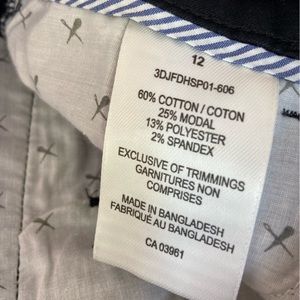 12
3DJFDHSP01-606
60% COTTON / COTON
25% MODAL
13% POLYESTER
2% SPANDEX
EXCLUSIVE OF TRIMMINGS
GARNITURES NON
COMPRISES
MADE IN BANGLADESH
FABRIQUÉ AU BANGLADESH
CA 03961